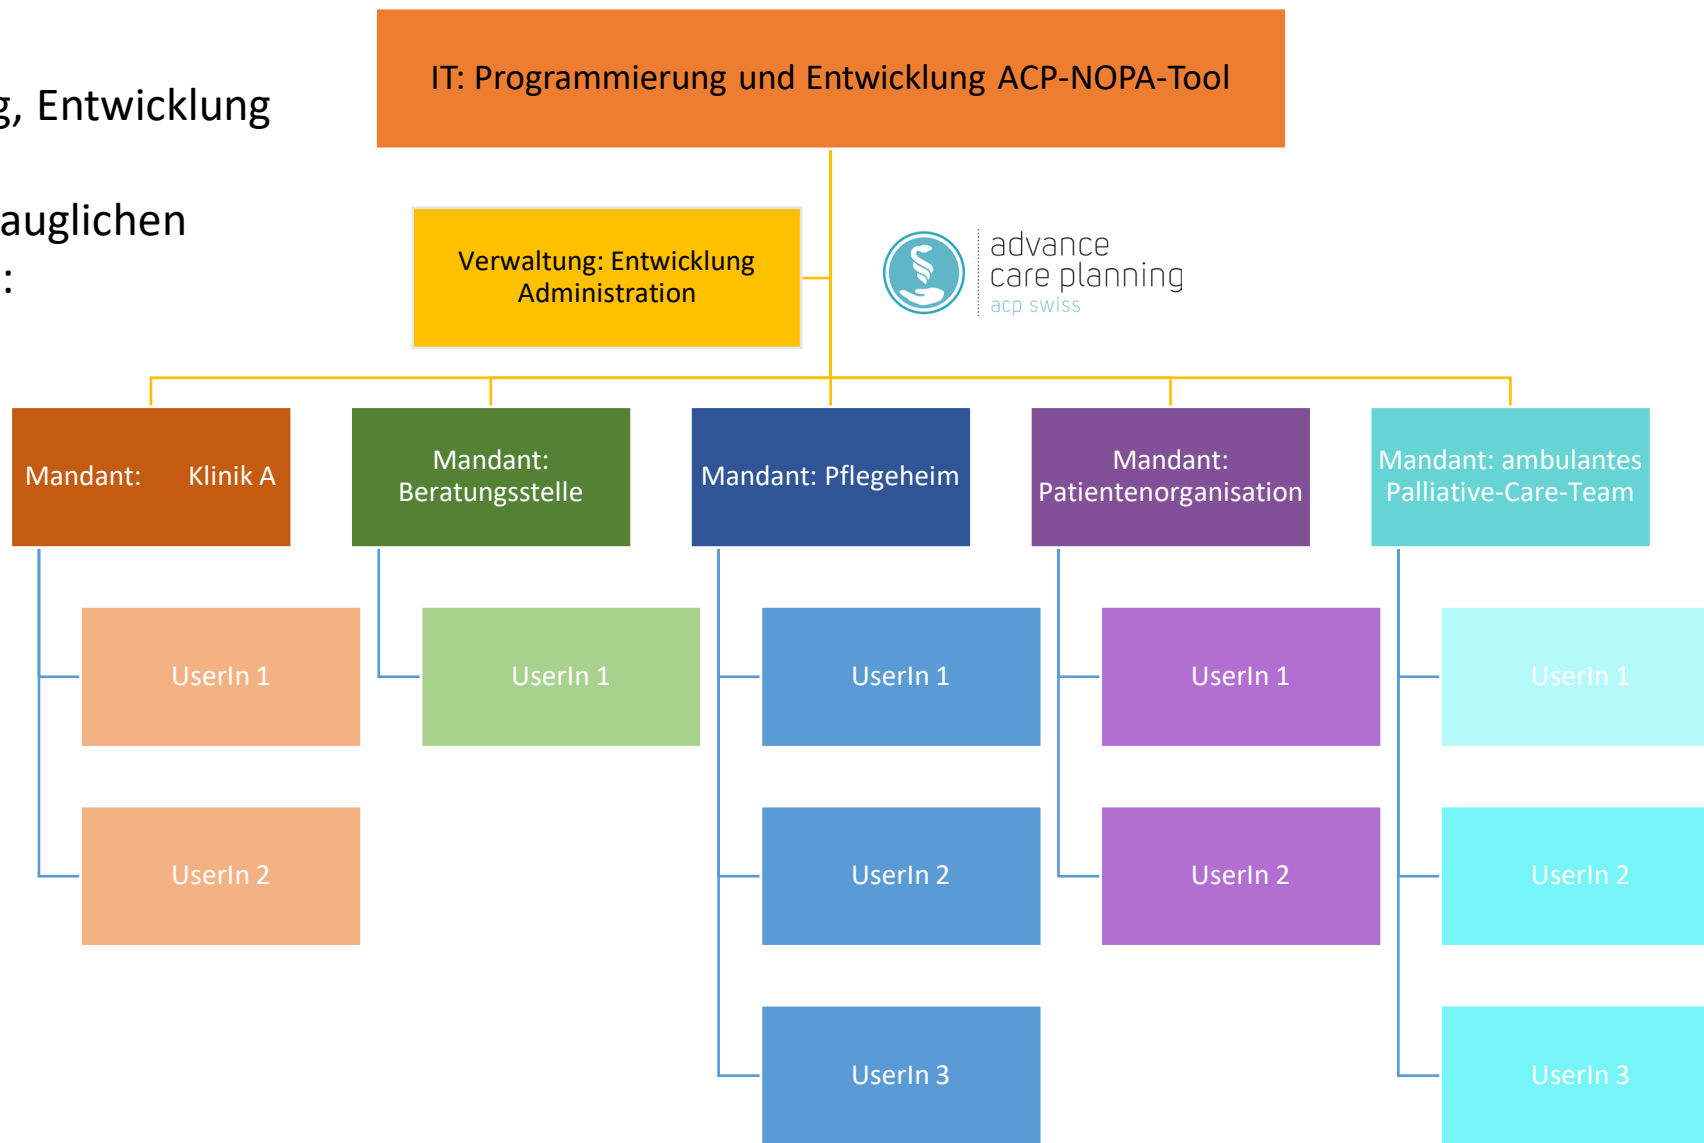 IT: Programmierung und Entwicklung ACP-NOPA-Tool
, Entwicklung
:
Verwaltung: Entwicklung
Administration
advance
care planning
acp swiss
Mandant: Klinik A
Mandant:
Beratungsstelle
Mandant: Pflegeheim
Mandant:
Patientenorganisation
Mandant: ambulantes
Palliative-Care-Team
UserIn 1
UserIn 1
UserIn 1
UserIn 1
UserIn 1
UserIn 2
UserIn 2
UserIn 2
UserIn 2
UserIn 3
UserIn 3